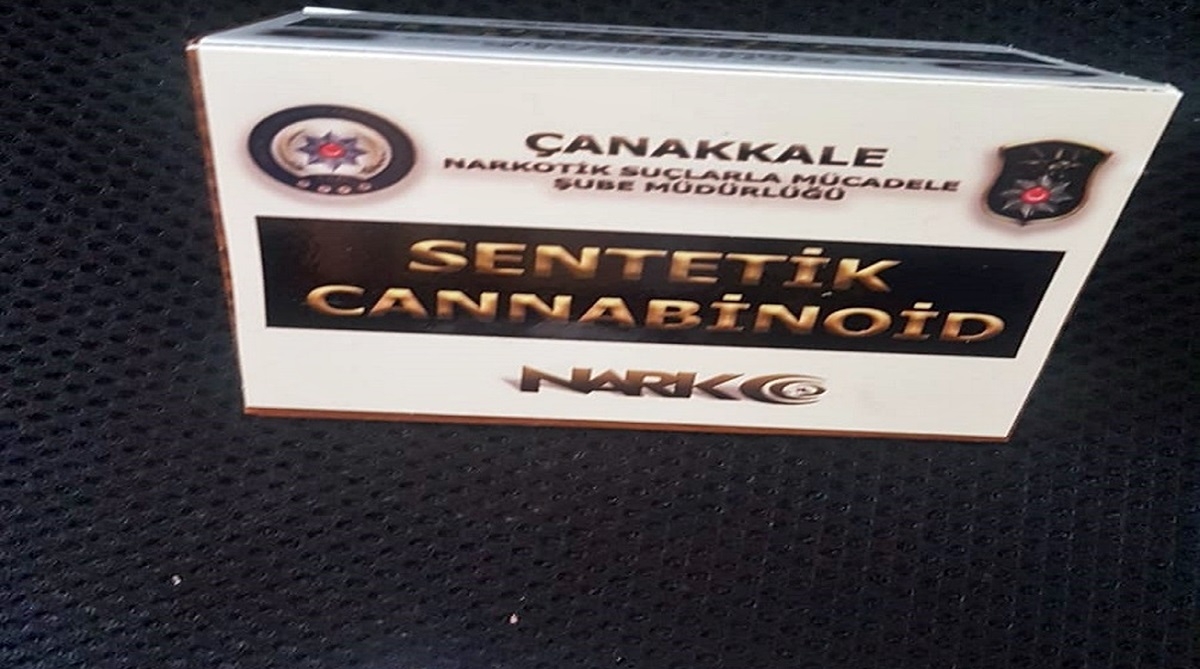 ÇANAKKALE
NARKOTİK SUÇLARLA MÜCADELE
ŞUBE MÜDÜRLÜĞÜ
SENTETİK
CANNABİNOİD
NARKO